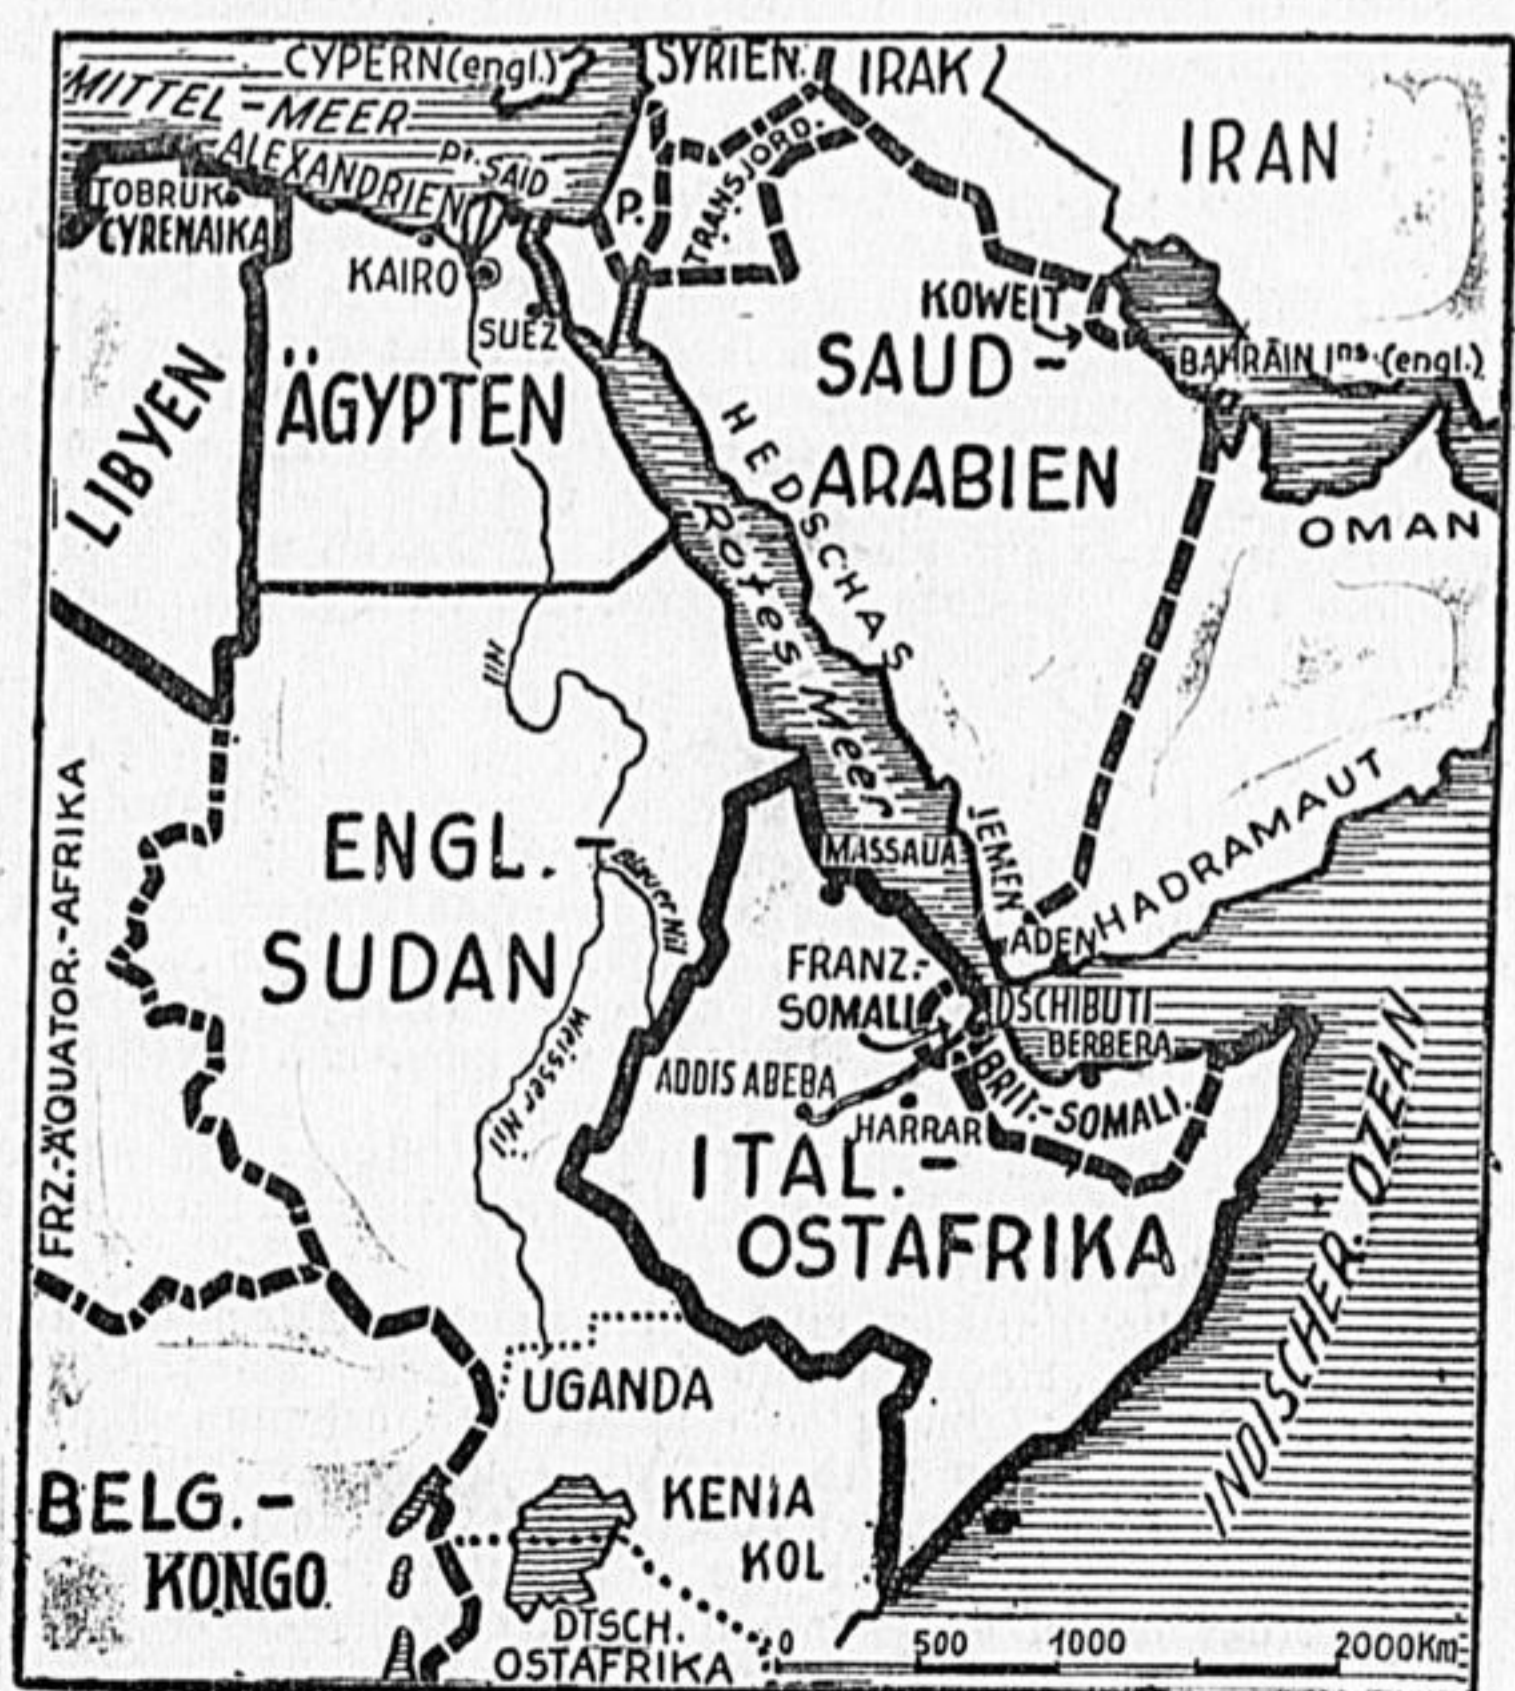 CYPERN (engl.)
SYRIEN.
IRAK
MITTEL-MEER
IRAN
ALEXANDRIEN
Pt. SAID
TRANSJORD.
TOBRUK
CYRENAIKA
P.
KAIRO
SUEZ
KOWEIT
BAHRÄIN Ins. (engl.)
LIBYEN
ÄGYPTEN
SAUD-
ARABIEN
HEDSCHAS
OMAN
Rotes Meer
Nil
FRZ.-ÄQUATOR.-AFRIKA
ENGL.
SUDAN
Blauer Nil
Weisser Nil
MASSAUA
JEMEN
ADEN
HADRAMAUT
FRANZ.-
SOMALI
DSCHIBUTI
BERBERA
BRIT.-SOMALI.
ADDIS ABEBA
HARRAR
ITAL.-
OSTAFRIKA
INDISCHER. OZEAN
UGANDA
BELG.-
KONGO
KENIA
KOL
DTSCH.
OSTAFRIKA
0 500 1000 2000Km